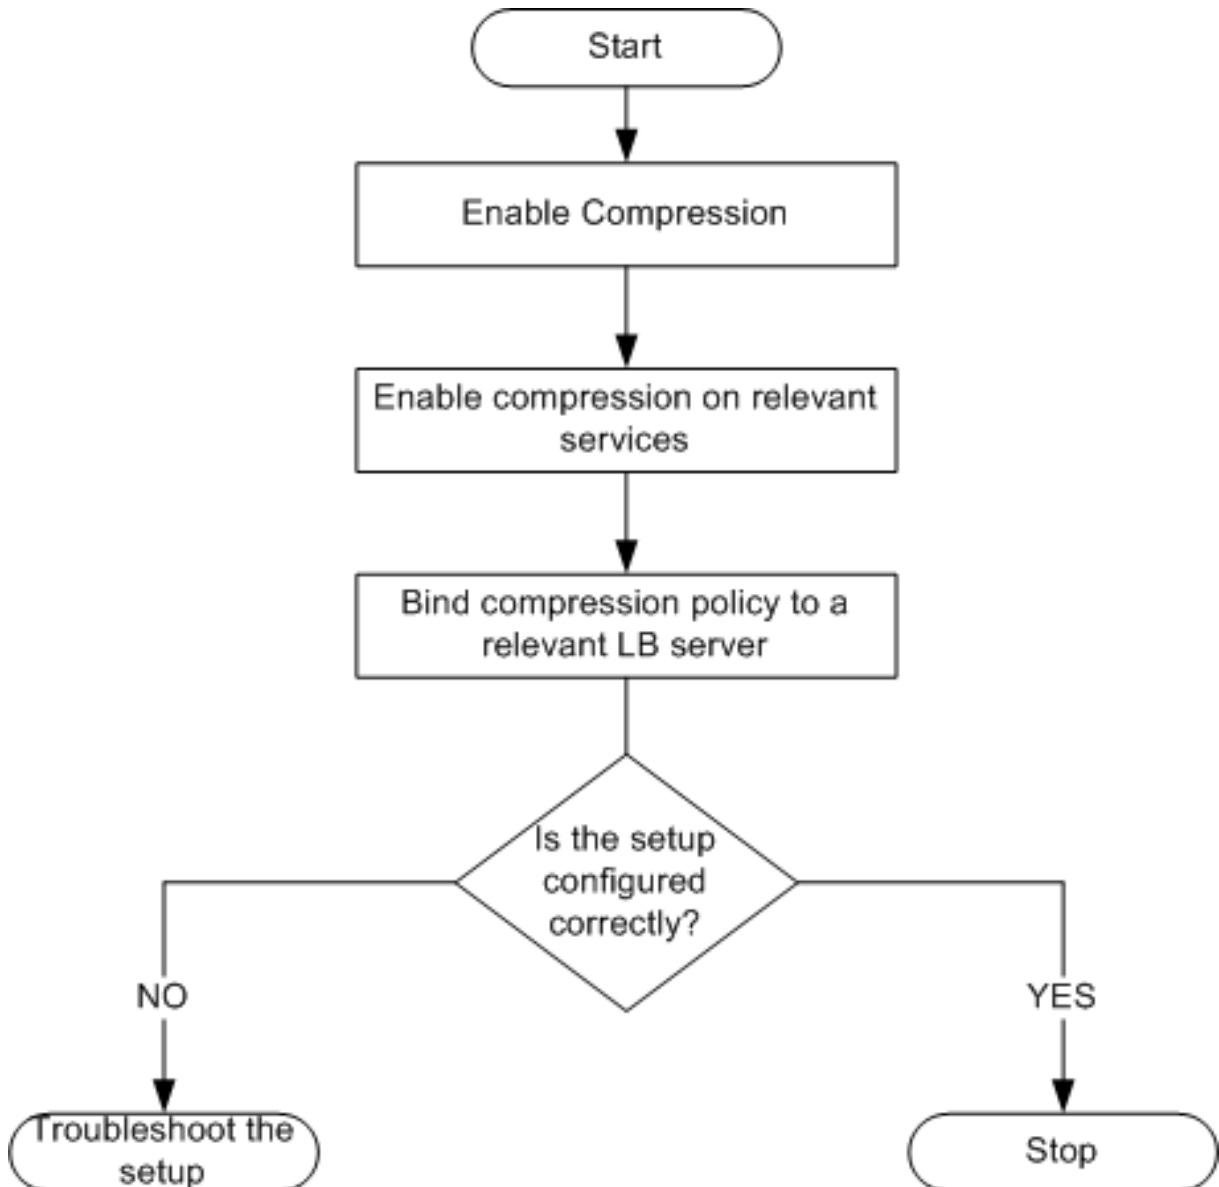 Start
Enable Compression
Enable compression on relevant
services
Bind compression policy to a
relevant LB server
Is the setup
configured
correctly?
NO
YES
Troubleshoot the
setup
Stop